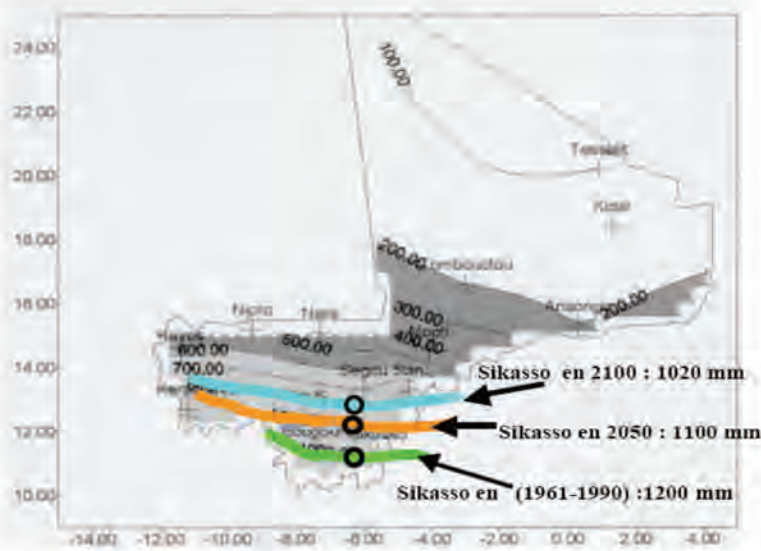 24.00
22.00
20.00
18.00
16.00
14.00
12.00
10.00
100.00
Tessalit
Kidal
200.00
Tombouctou
Ansongo
200.00
300.00
Nioro
Nara
400.00
500.00
600.00
700.00
Segou San
Sikasso en 2100 : 1020 mm
Sikasso en 2050 : 1100 mm
Sikasso en (1961-1990) :1200 mm
-14.00 -12.00 -10.00 -8.00 -6.00 -4.00 -2.00 0.00 2.00 4.00